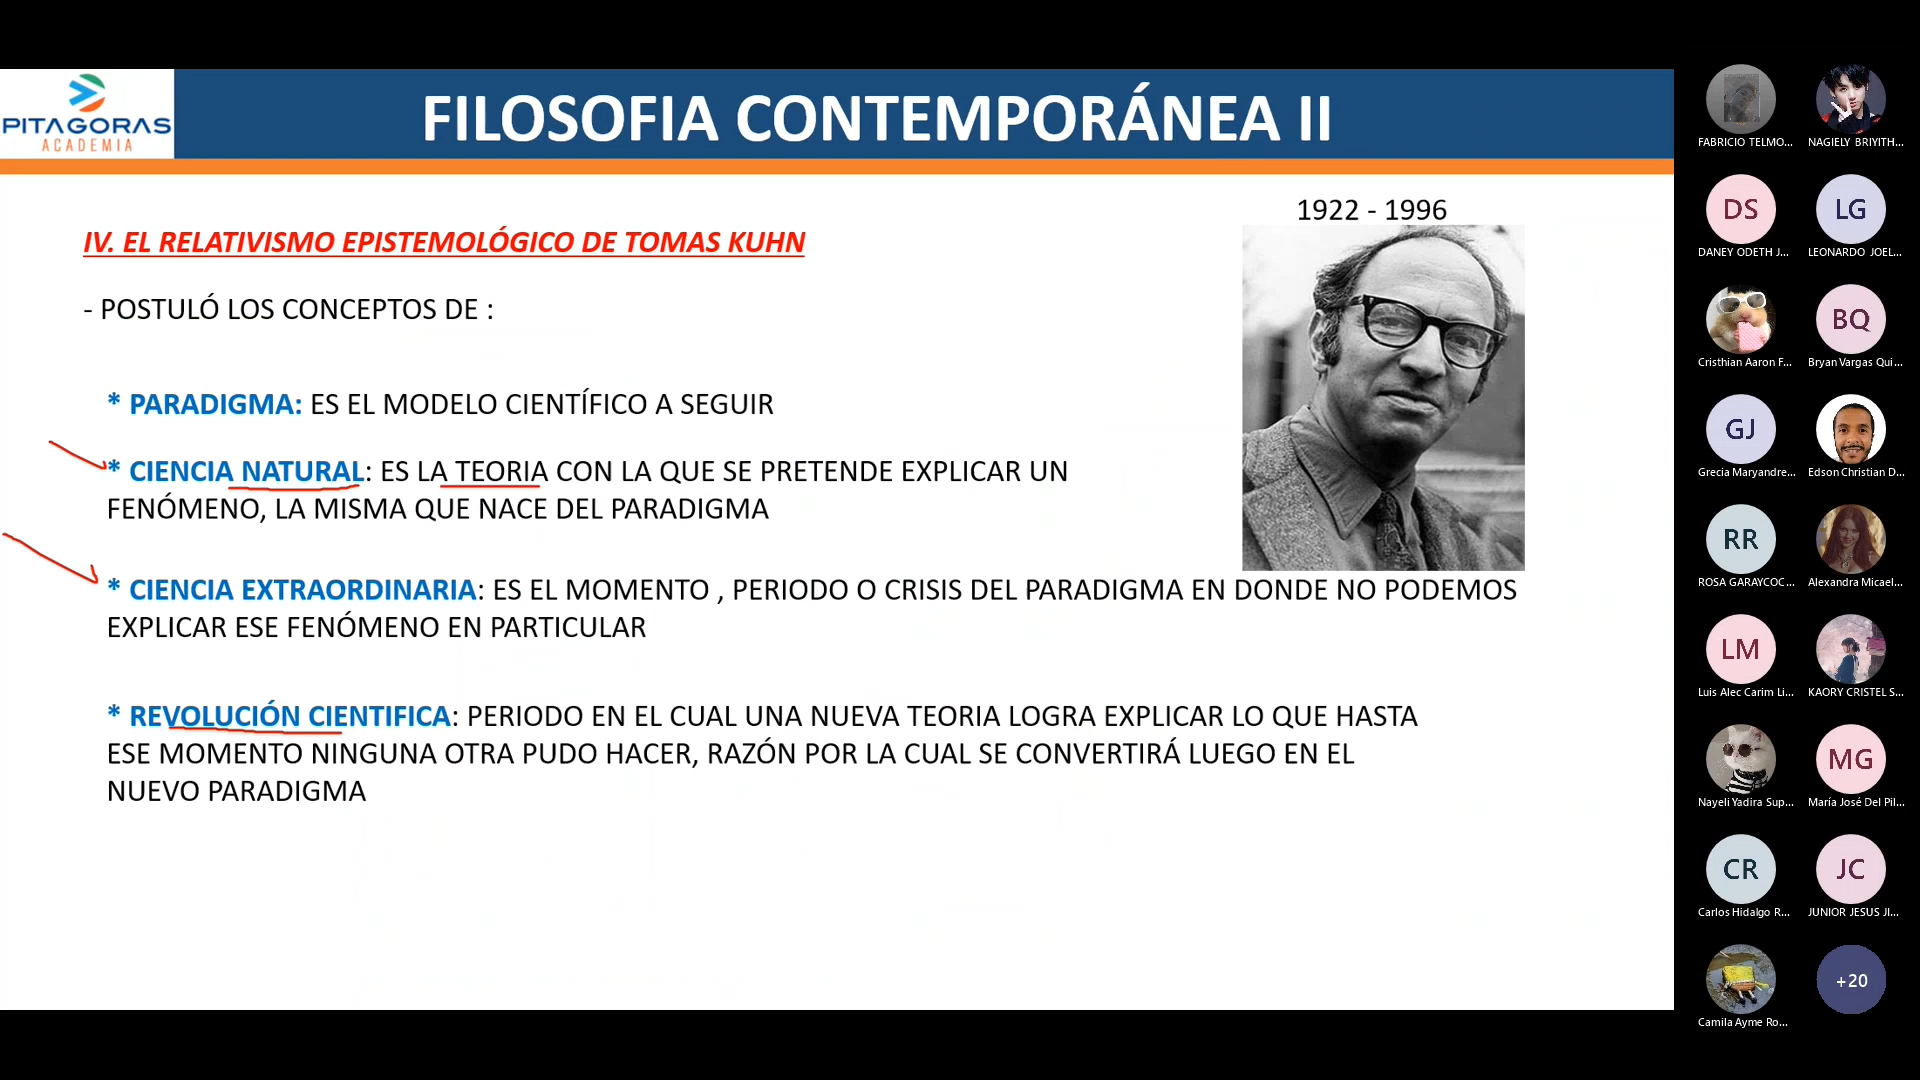 PITAGORAS
ACADEMIA
FILOSOFIA CONTEMPORÁNEA II
1922 - 1996
IV. EL RELATIVISMO EPISTEMOLÓGICO DE TOMAS KUHN
- POSTULÓ LOS CONCEPTOS DE :
* PARADIGMA: ES EL MODELO CIENTÍFICO A SEGUIR
* CIENCIA NATURAL: ES LA TEORIA CON LA QUE SE PRETENDE EXPLICAR UN
FENÓMENO, LA MISMA QUE NACE DEL PARADIGMA
* CIENCIA EXTRAORDINARIA: ES EL MOMENTO , PERIODO O CRISIS DEL PARADIGMA EN DONDE NO PODEMOS
EXPLICAR ESE FENÓMENO EN PARTICULAR
* REVOLUCIÓN CIENTIFICA: PERIODO EN EL CUAL UNA NUEVA TEORIA LOGRA EXPLICAR LO QUE HASTA
ESE MOMENTO NINGUNA OTRA PUDO HACER, RAZÓN POR LA CUAL SE CONVERTIRÁ LUEGO EN EL
NUEVO PARADIGMA
FABRICIO TELMO...
NAGIELY BRIYITH...
DS
LG
DANEY ODETH J...
LEONARDO JOEL...
BQ
Cristhian Aaron F...
Bryan Vargas Qui...
GJ
Grecia Maryandre...
Edson Christian D...
RR
ROSA GARAYCOC...
Alexandra Micael...
LM
Luis Alec Carim Li...
KAORY CRISTEL S...
MG
Nayeli Yadira Sup...
María José Del Pil...
CR
JC
Carlos Hidalgo R...
JUNIOR JESUS JI...
+20
Camila Ayme Ro...